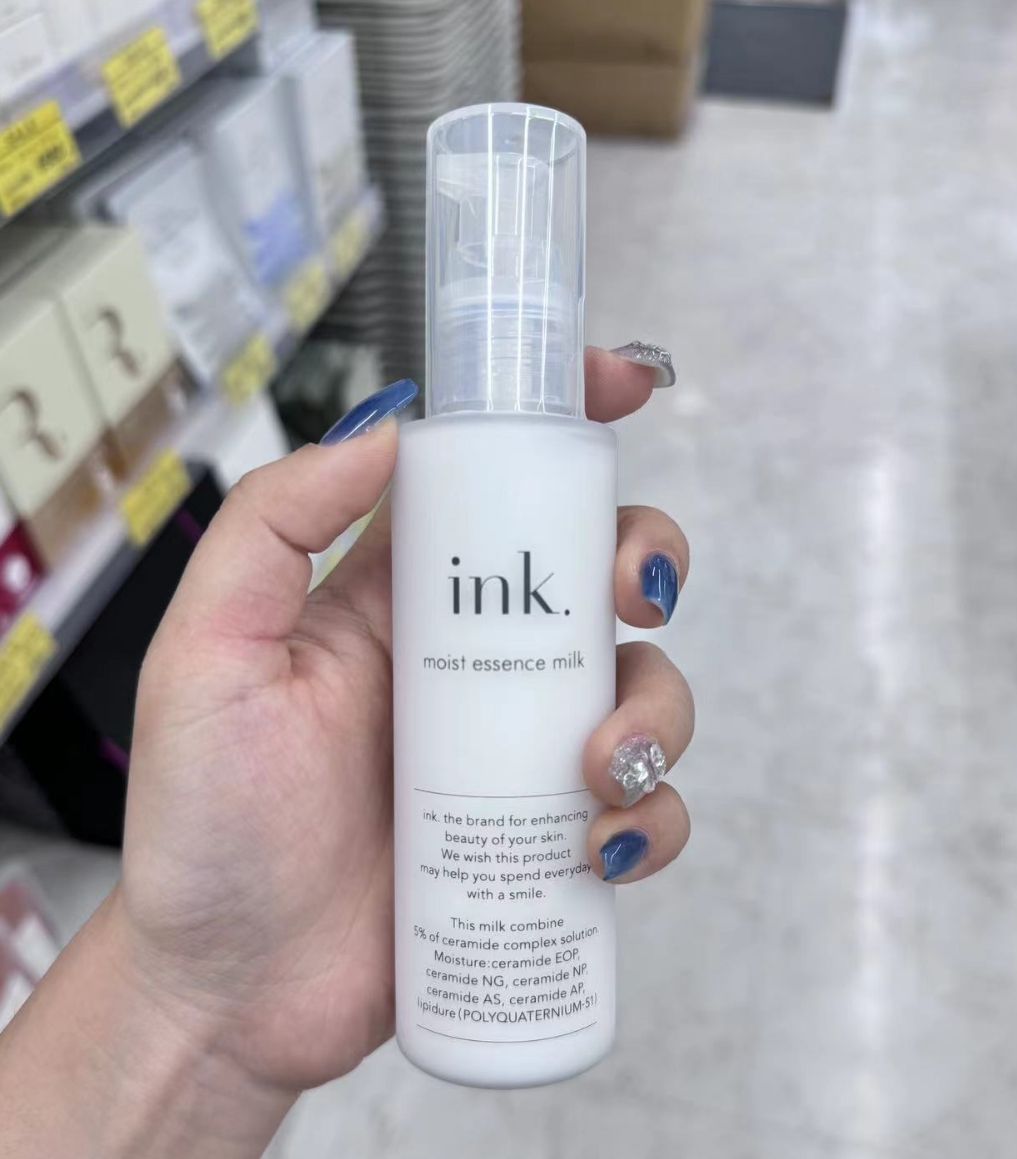 ink.
moist essence milk
ink. the brand for enhancing
beauty of your skin.
We wish this product
may help you spend everyday
with a smile.
This milk combine
5% of ceramide complex solution.
Moisture:ceramide EOP,
ceramide NG, ceramide NP,
ceramide AS, ceramide AP,
lipidure (POLYQUATERNIUM-51)
R.
R.